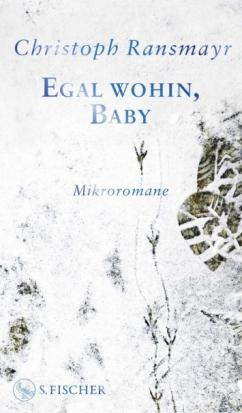 Christoph Ransmayr
EGAL WOHIN,
BABY
Mikroromane
S. FISCHER